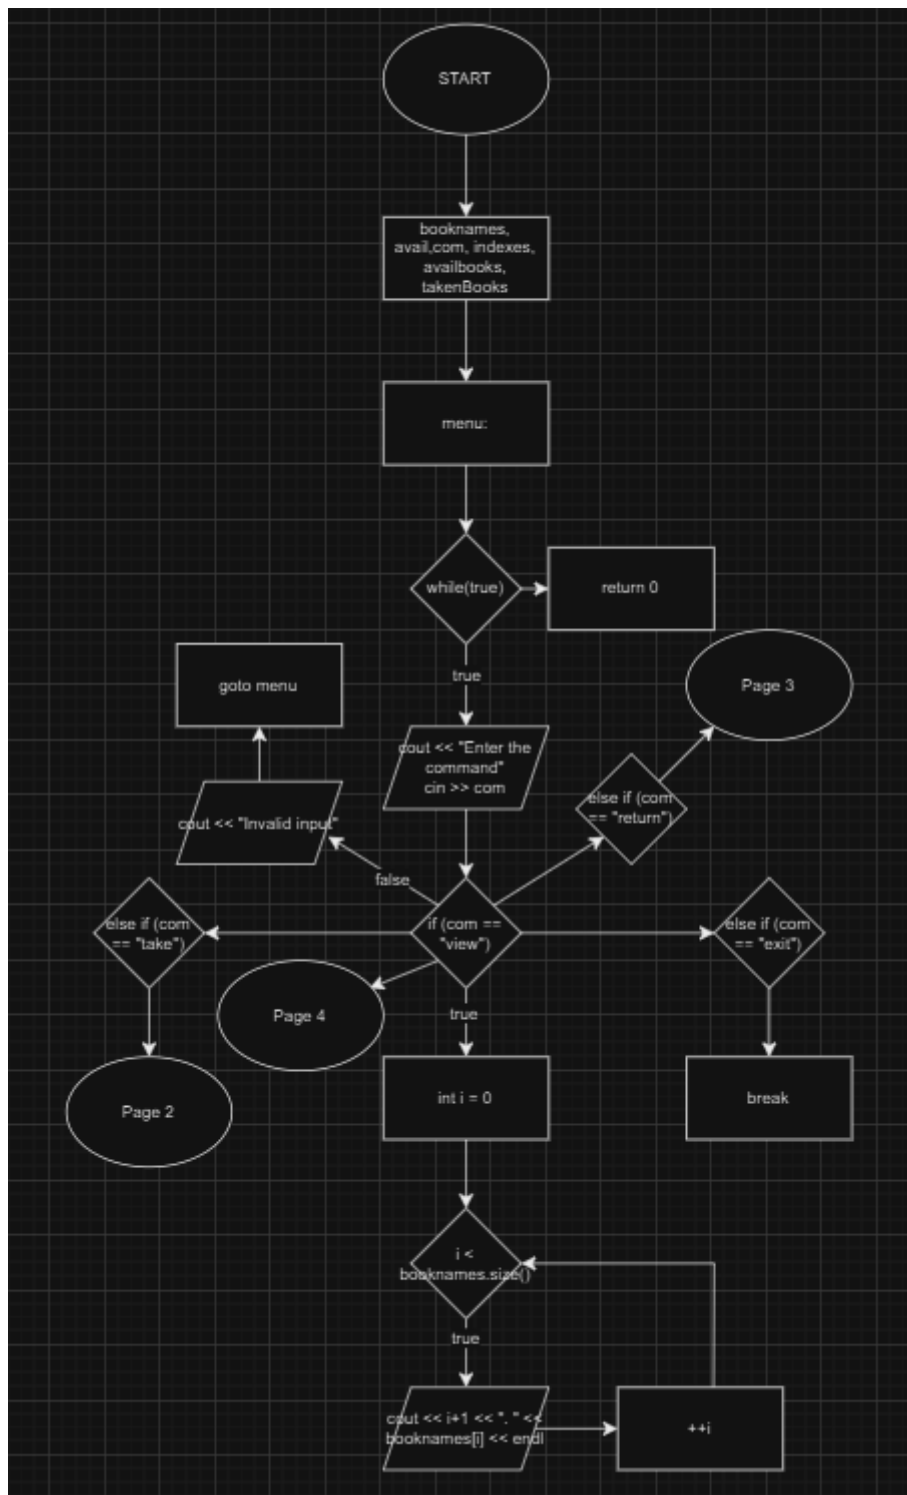 START
booknames,
avail,com, indexes,
availbooks,
takenBooks
menu:
while(true)
return 0
true
goto menu
Page 3
cout << "Enter the
command"
cin >> com
else if (com
== "return")
cout << "Invalid input"
false
else if (com
== "take")
if (com ==
"view")
else if (com
== "exit")
Page 4
true
Page 2
int i = 0
break
i <
booknames.size()
true
cout << i+1 << ". " <<
booknames[i] << endl
++i